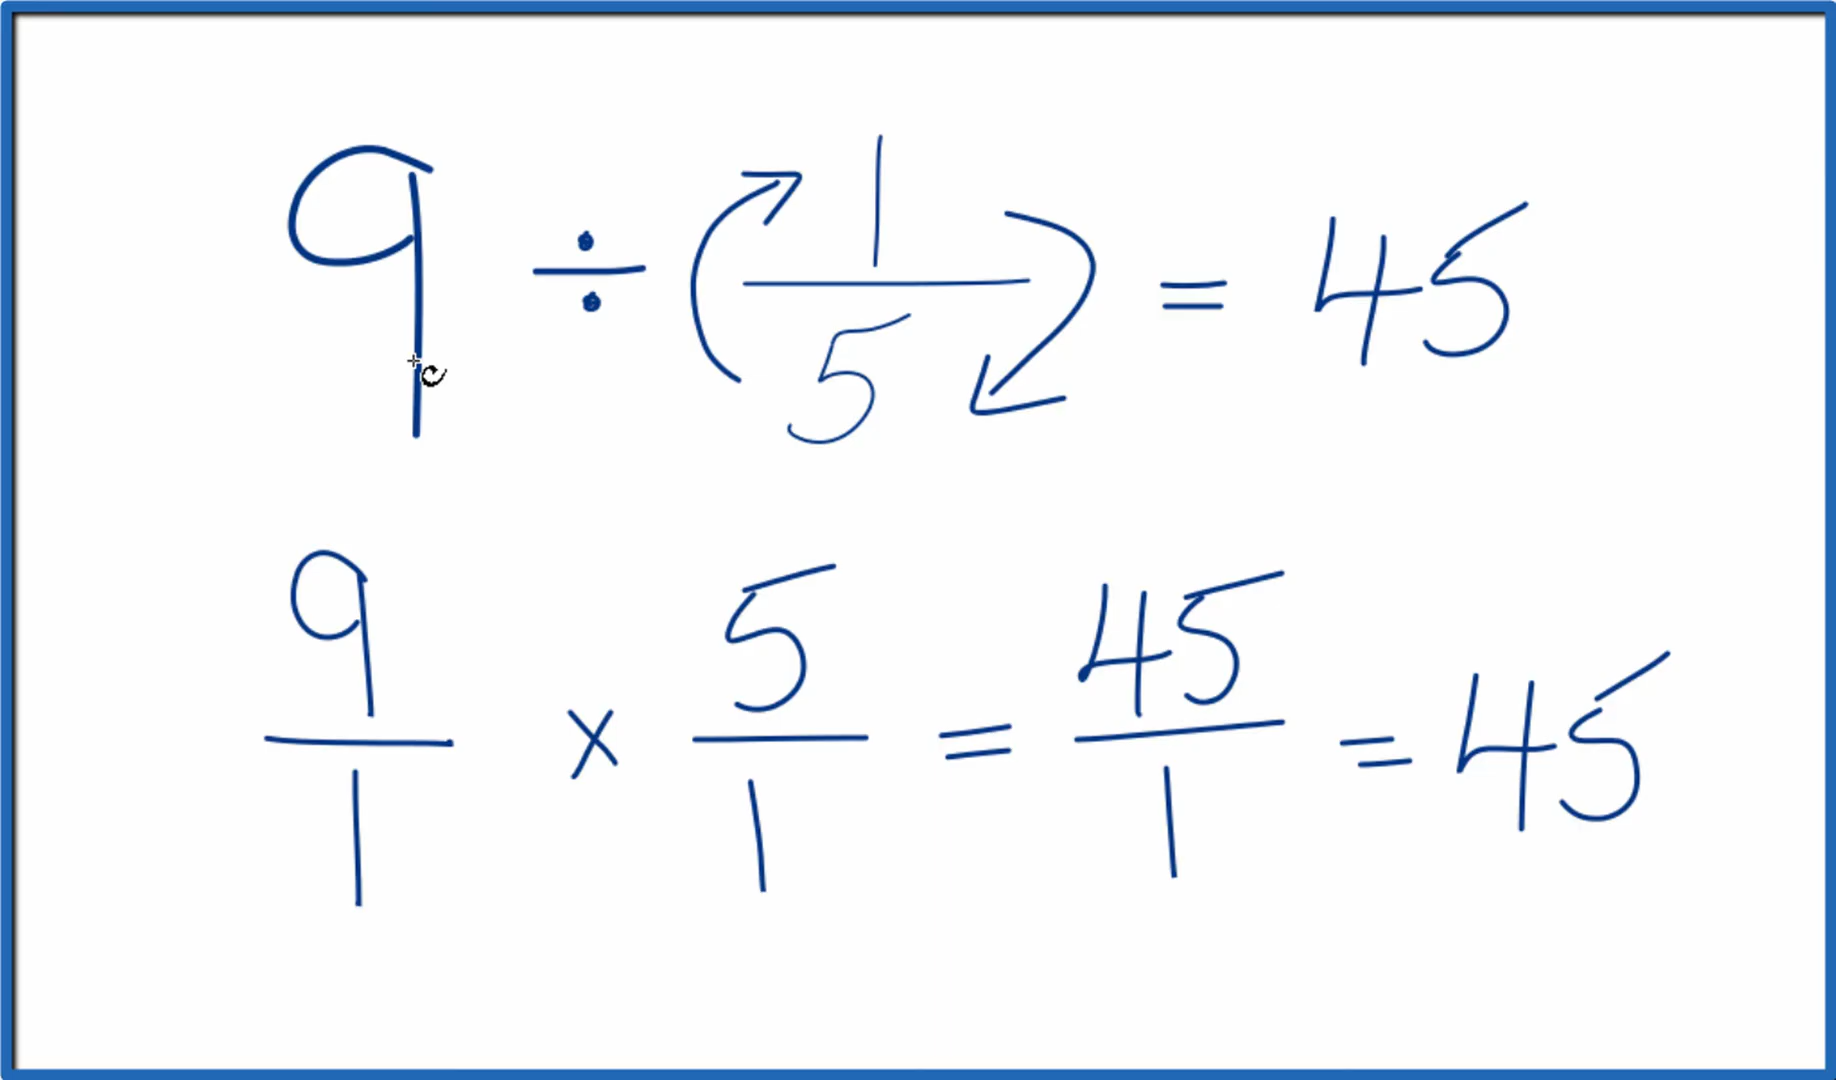 9 ÷ 1/5 = 45
9/1 × 5/1 = 45/1 = 45